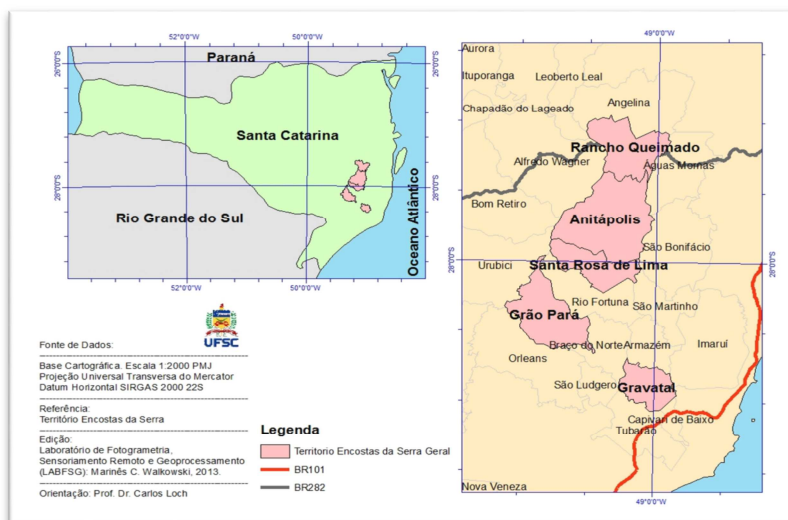 52°0'0"W
50°0'0"W
26°0'0"S
26°0'0"S
Paraná
Santa Catarina
28°0'0"S
28°0'0"S
Rio Grande do Sul
Oceano Atlântico
52°0'0"W
50°0'0"W
49°0'0"W
Aurora
Ituporanga
Leoberto Leal
Chapadão do Lageado
Angelina
Rancho Queimado
Alfredo Wagner
Águas Mornas
Bom Retiro
Anitápolis
São Bonifácio
28°0'0"S
28°0'0"S
Urubici
Santa Rosa de Lima
Rio Fortuna
São Martinho
Grão Pará
Braço do Norte
Armazém
Imaruí
Orleans
São Ludgero
Gravatal
Capivari de Baixo
Tubarão
Nova Veneza
49°0'0"W
UFSC
Fonte de Dados:
Base Cartográfica. Escala 1:2000 PMJ
Projeção Universal Transversa do Mercator
Datum Horizontal SIRGAS 2000 22S
Referência:
Território Encostas da Serra
Edição:
Laboratório de Fotogrametria,
Sensoriamento Remoto e Geoprocessamento
(LABFSG): Marinês C. Walkowski, 2013.
Orientação: Prof. Dr. Carlos Loch
Legenda
Territorio Encostas da Serra Geral
BR101
BR282